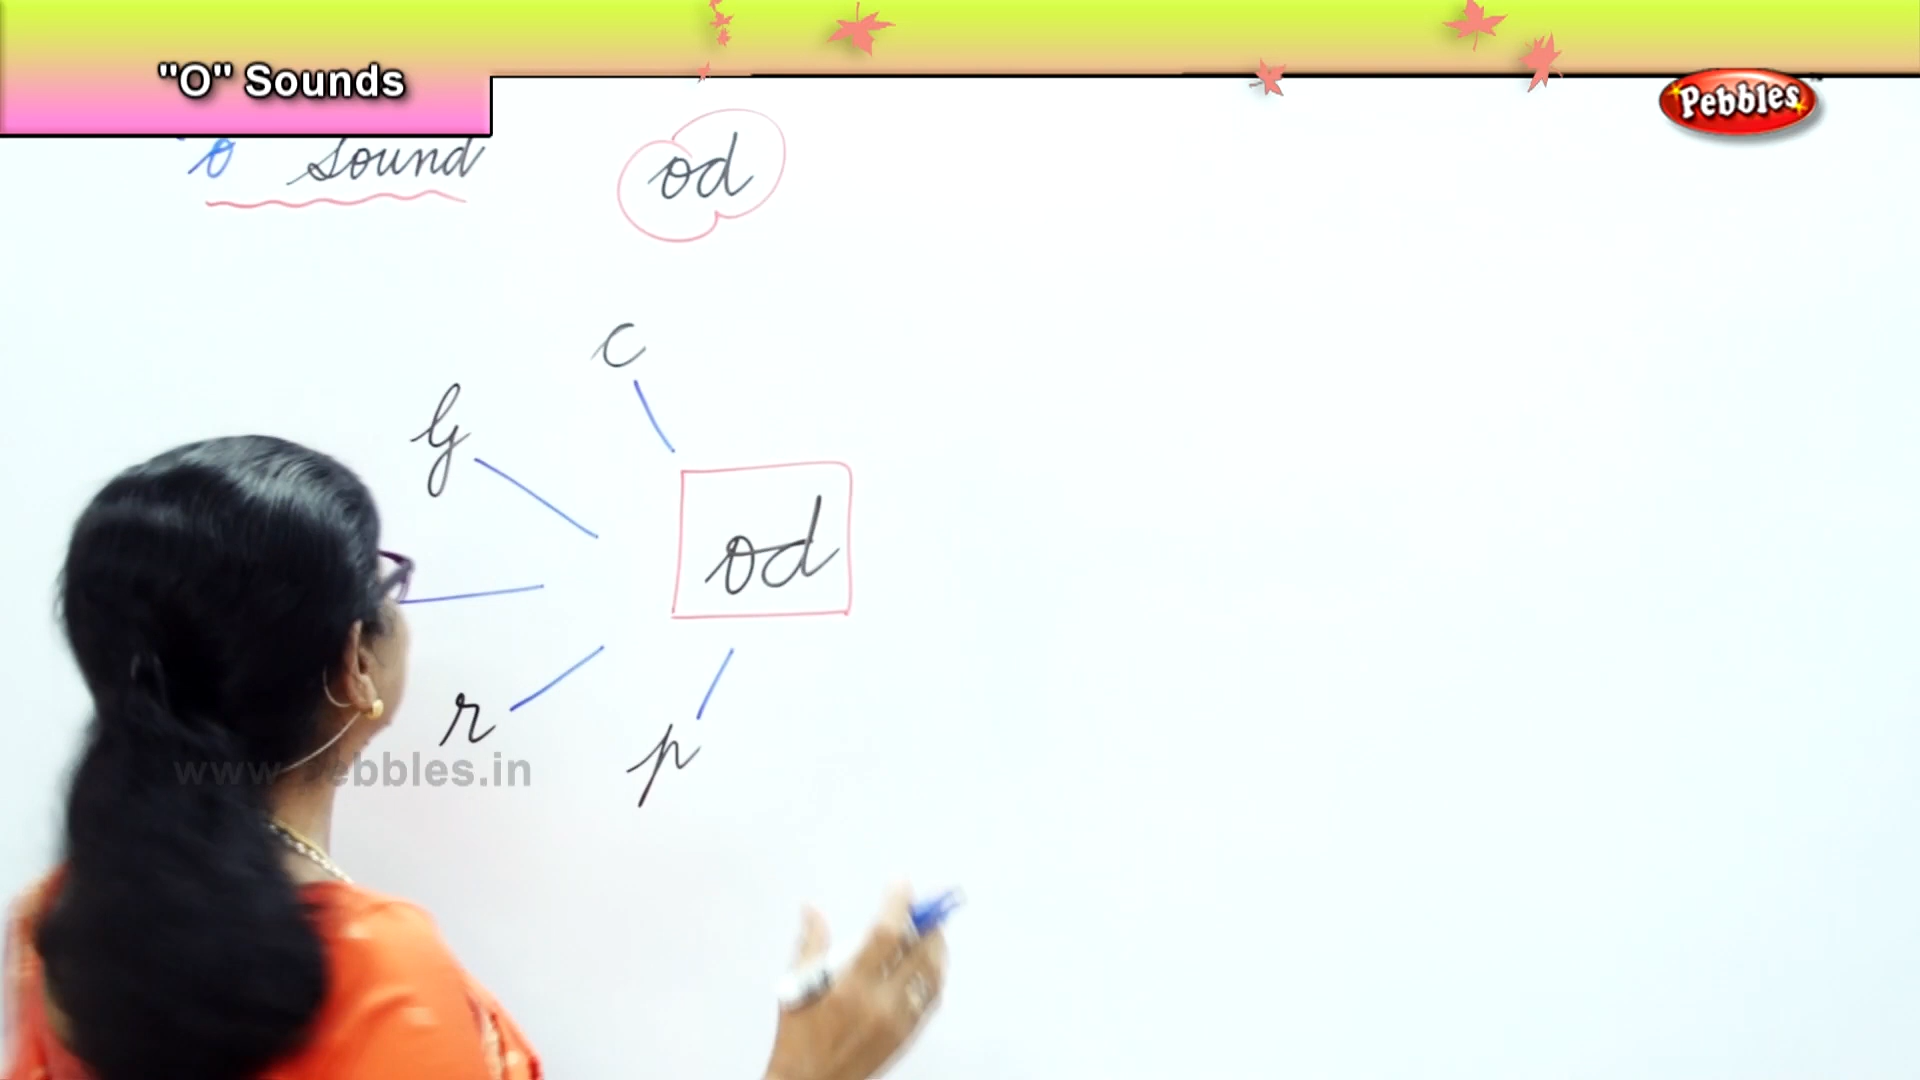 "O" Sounds
Pebbles
o sound
od
c
G
od
r
p
www.pebbles.in